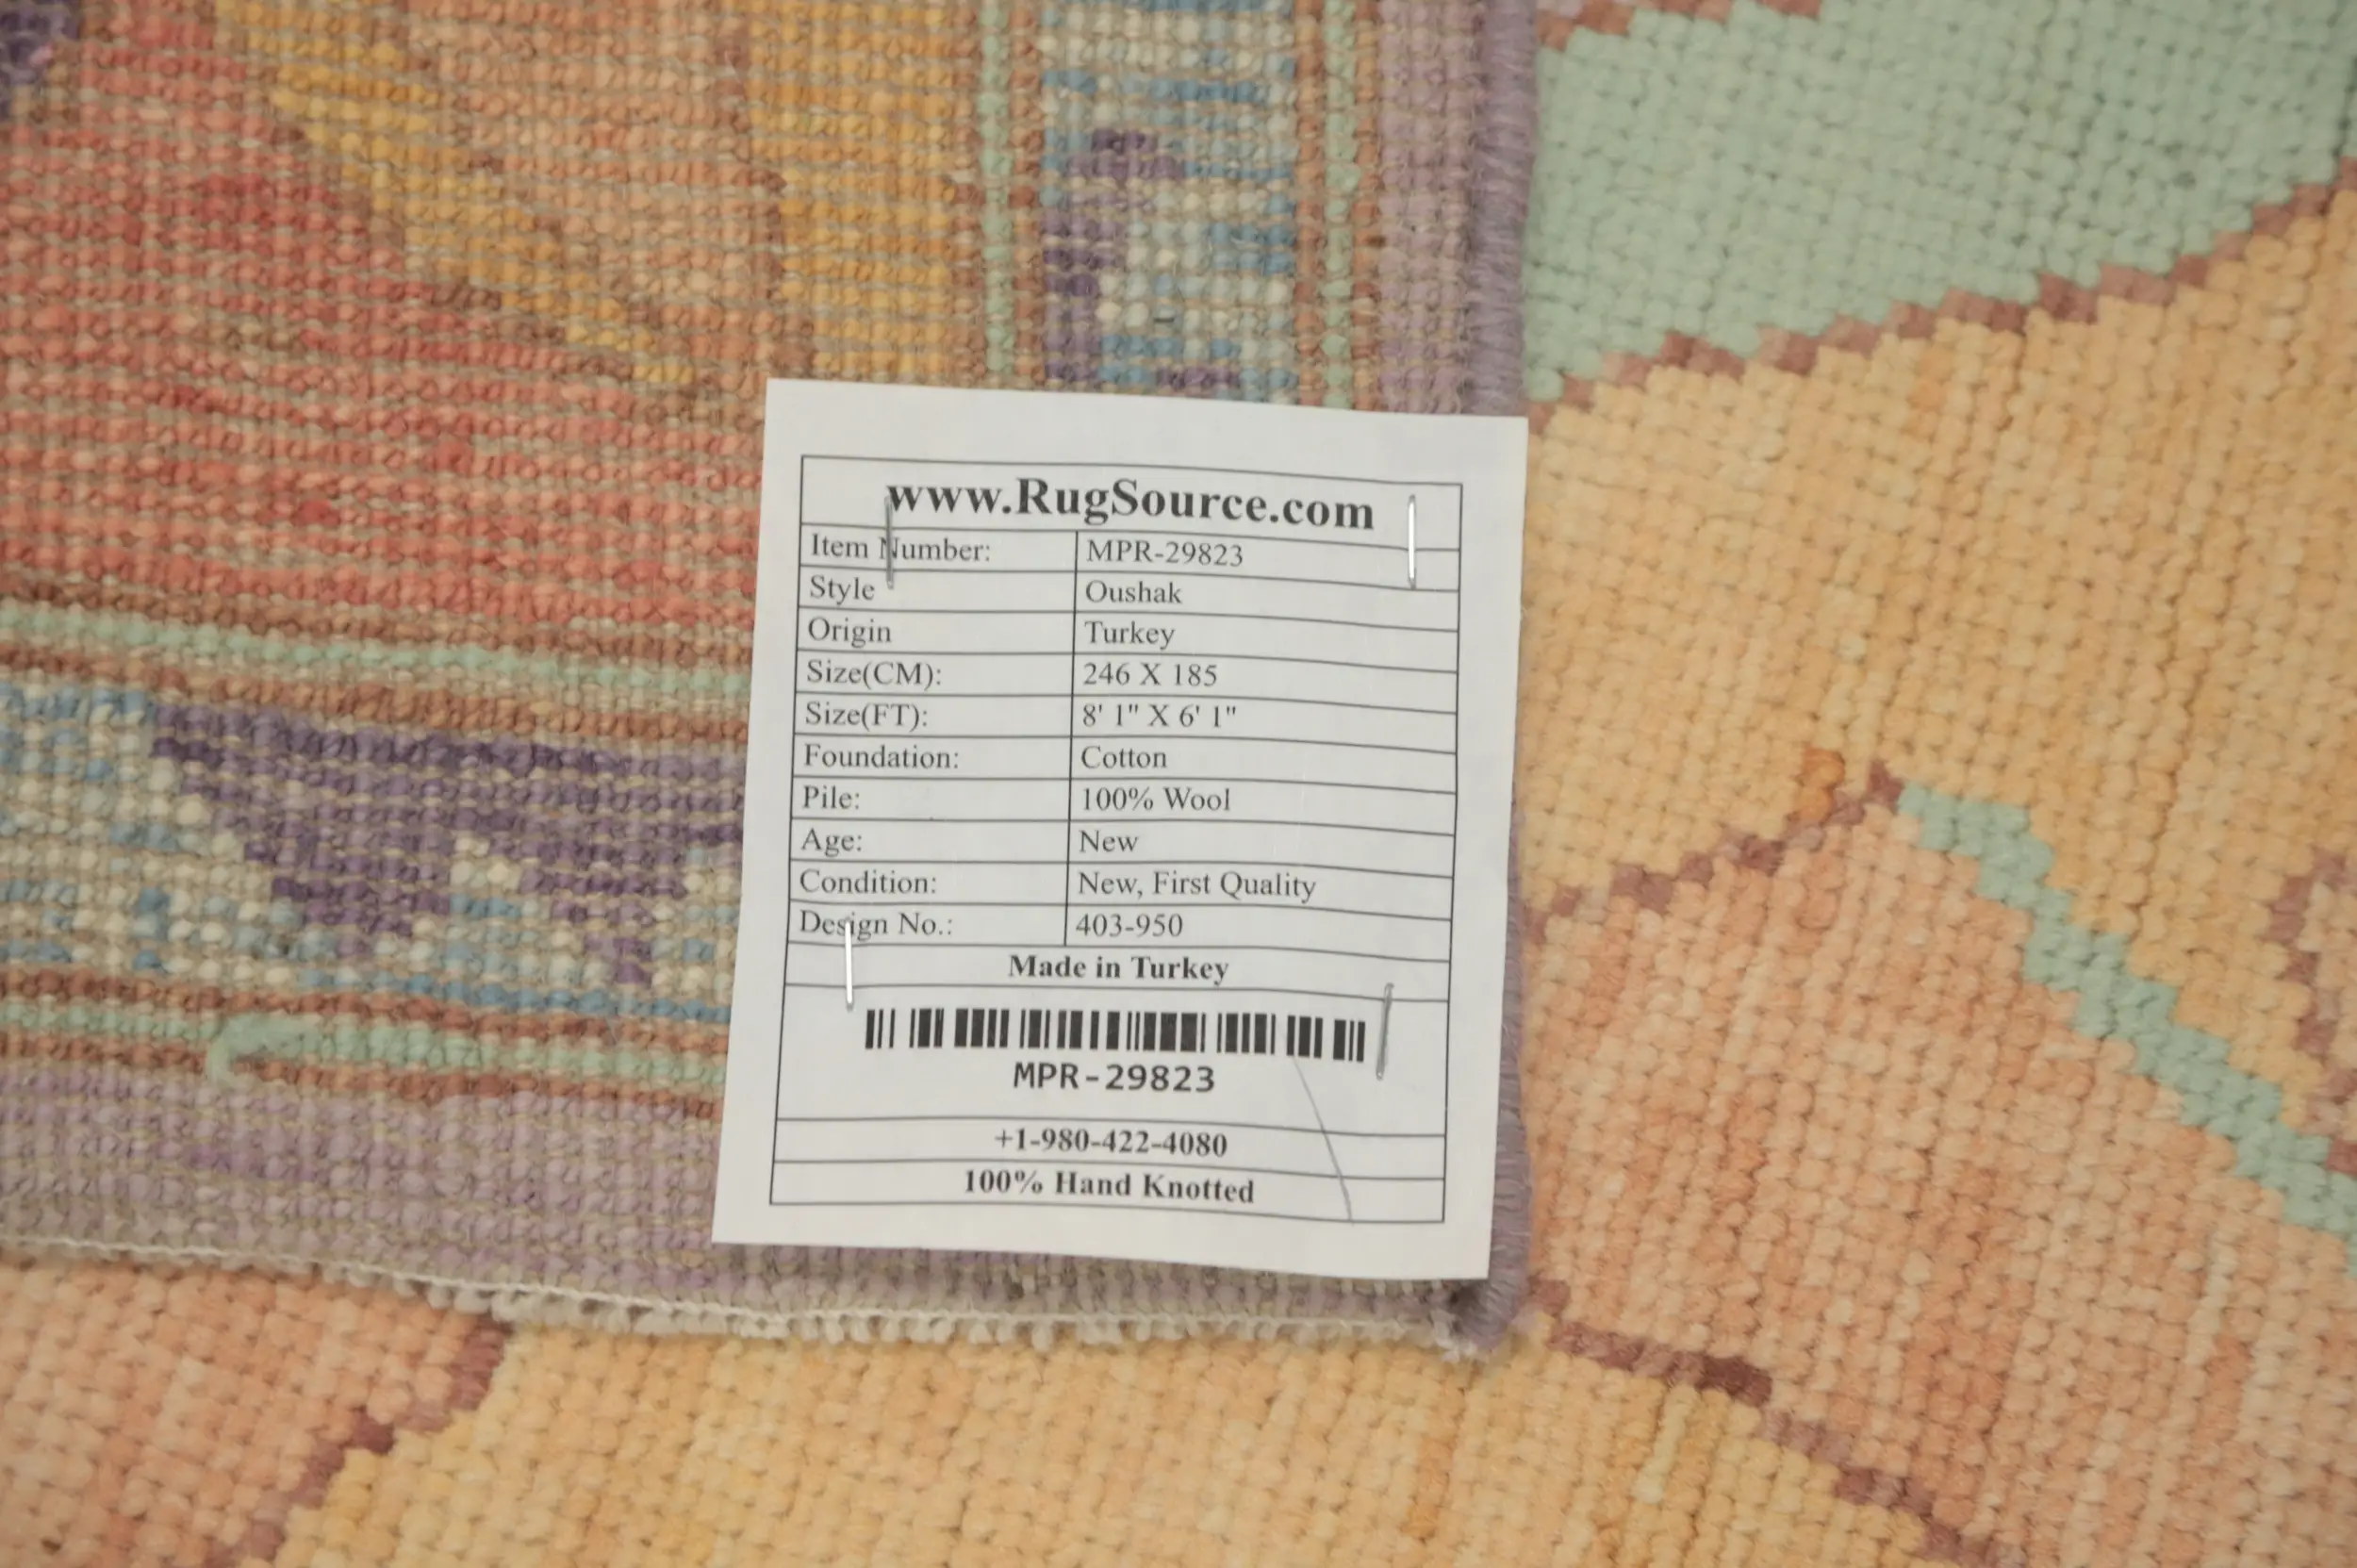 www.RugSource.com
Item Number: MPR-29823
Style Oushak
Origin Turkey
Size(CM): 246 X 185
Size(FT): 8' 1" X 6' 1"
Foundation: Cotton
Pile: 100% Wool
Age: New
Condition: New, First Quality
Design No.: 403-950
Made in Turkey
MPR-29823
+1-980-422-4080
100% Hand Knotted